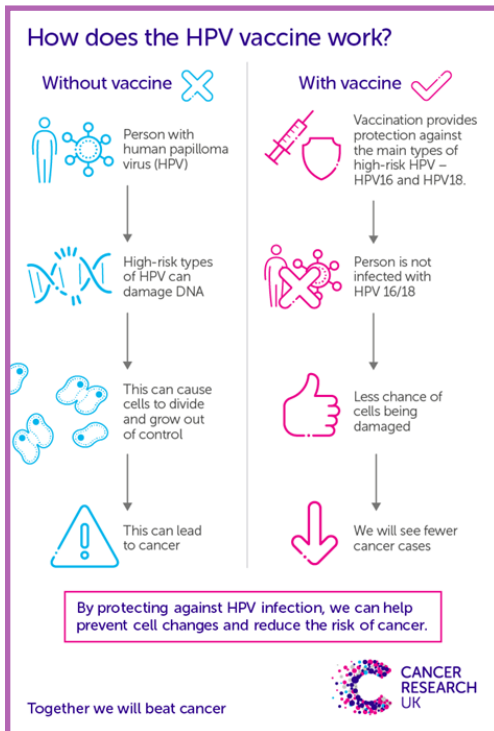 How does the HPV vaccine work?
Without vaccine
Person with
human papilloma
virus (HPV)
High-risk types
of HPV can
damage DNA
This can cause
cells to divide
and grow out
of control
This can lead
to cancer
With vaccine
Vaccination provides
protection against
the main types of
high-risk HPV –
HPV16 and HPV18.
Person is not
infected with
HPV 16/18
Less chance of
cells being
damaged
We will see fewer
cancer cases
By protecting against HPV infection, we can help
prevent cell changes and reduce the risk of cancer.
Together we will beat cancer
CANCER
RESEARCH
UK